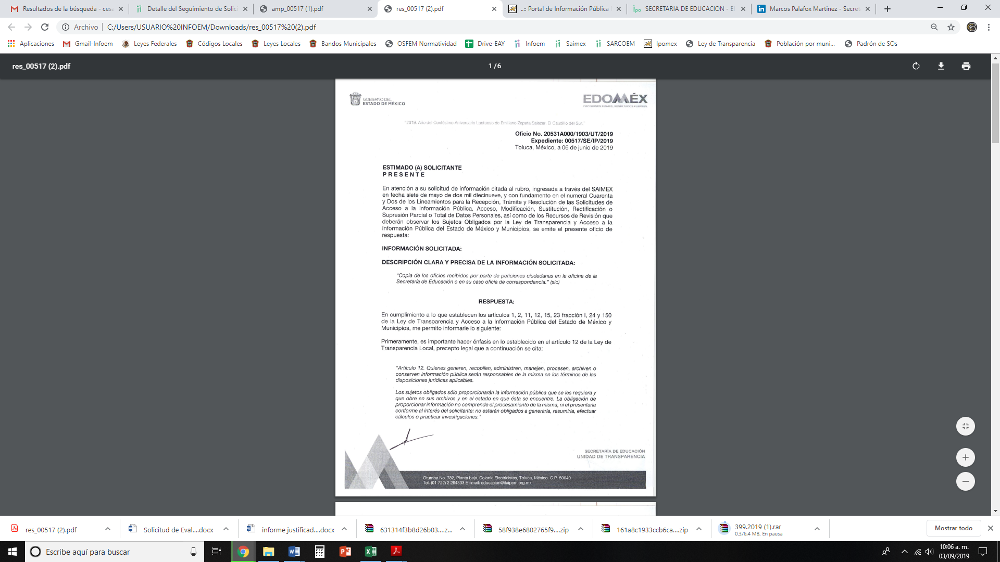 Resultados de la búsqueda - cesa
Detalle del Seguimiento de Solici
amp_00517 (1).pdf
res_00517 (2).pdf
..:: Portal de Información Pública
SECRETARIA DE EDUCACION - El
Marcos Palafox Martinez - Secret
Archivo
C:/Users/USUARIO%20INFOEM/Downloads/res_00517%20(2).pdf
Aplicaciones
Gmail-Infoem
Leyes Federales
Códigos Locales
Leyes Locales
Bandos Municipales
OSFEM Normatividad
Drive-EAY
Infoem
Saimex
SARCOEM
Ipomex
Ley de Transparencia
Población por muni...
Padrón de SOs
res_00517 (2).pdf
1 / 6
GOBIERNO DEL
ESTADO DE MÉXICO
EDOMÉX
DECISIONES FIRMES, RESULTADOS FUERTES.
"2019. Año del Centésimo Aniversario Luctuoso de Emiliano Zapata Salazar. El Caudillo del Sur."
Oficio No. 20531A000/1903/UT/2019
Expediente: 00517/SE/IP/2019
Toluca, México, a 06 de junio de 2019
ESTIMADO (A) SOLICITANTE
P R E S E N T E
En atención a su solicitud de información citada al rubro, ingresada a través del SAIMEX
en fecha siete de mayo de dos mil diecinueve, y con fundamento en el numeral Cuarenta
y Dos de los Lineamientos para la Recepción, Trámite y Resolución de las Solicitudes de
Acceso a la Información Pública, Acceso, Modificación, Sustitución, Rectificación o
Supresión Parcial o Total de Datos Personales, así como de los Recursos de Revisión que
deberán observar los Sujetos Obligados por la Ley de Transparencia y Acceso a la
Información Pública del Estado de México y Municipios, se emite el presente oficio de
respuesta:
INFORMACIÓN SOLICITADA:
DESCRIPCIÓN CLARA Y PRECISA DE LA INFORMACIÓN SOLICITADA:
"Copia de los oficios recibidos por parte de peticiones ciudadanas en la oficina de la
Secretaría de Educación o en su caso oficia de correspondencia." (sic)
RESPUESTA:
En cumplimiento a lo que establecen los artículos 1, 2, 11, 12, 15, 23 fracción I, 24 y 150
de la Ley de Transparencia y Acceso a la Información Pública del Estado de México y
Municipios, me permito informarle lo siguiente:
Primeramente, es importante hacer énfasis en lo establecido en el artículo 12 de la Ley de
Transparencia Local, precepto legal que a continuación se cita:
"Artículo 12. Quienes generen, recopilen, administren, manejen, procesen, archiven o
conserven información pública serán responsables de la misma en los términos de las
disposiciones jurídicas aplicables.
Los sujetos obligados sólo proporcionarán la información pública que se les requiera y
que obre en sus archivos y en el estado en que ésta se encuentre. La obligación de
proporcionar información no comprende el procesamiento de la misma, ni el presentarla
conforme al interés del solicitante: no estarán obligados a generarla, resumirla, efectuar
cálculos o practicar investigaciones."
SECRETARÍA DE EDUCACIÓN
UNIDAD DE TRANSPARENCIA
Otumba No. 782, Planta baja, Colonia Electricistas, Toluca, México. C.P. 50040
Tel. (01 722) 2 264333 E –mail: educacion@itaipem.org.mx
res_00517 (2).pdf
Solicitud de Eval....docx
informe justificad....docx
631314f3b8d26b03....z...
58f938e6802765f9....zip
161a8c1933ccb6ca....zip
399.2019 (1).rar
0,3/6,4 MB, En pausa
Mostrar todo
Escribe aquí para buscar
10:06 a. m.
03/09/2019